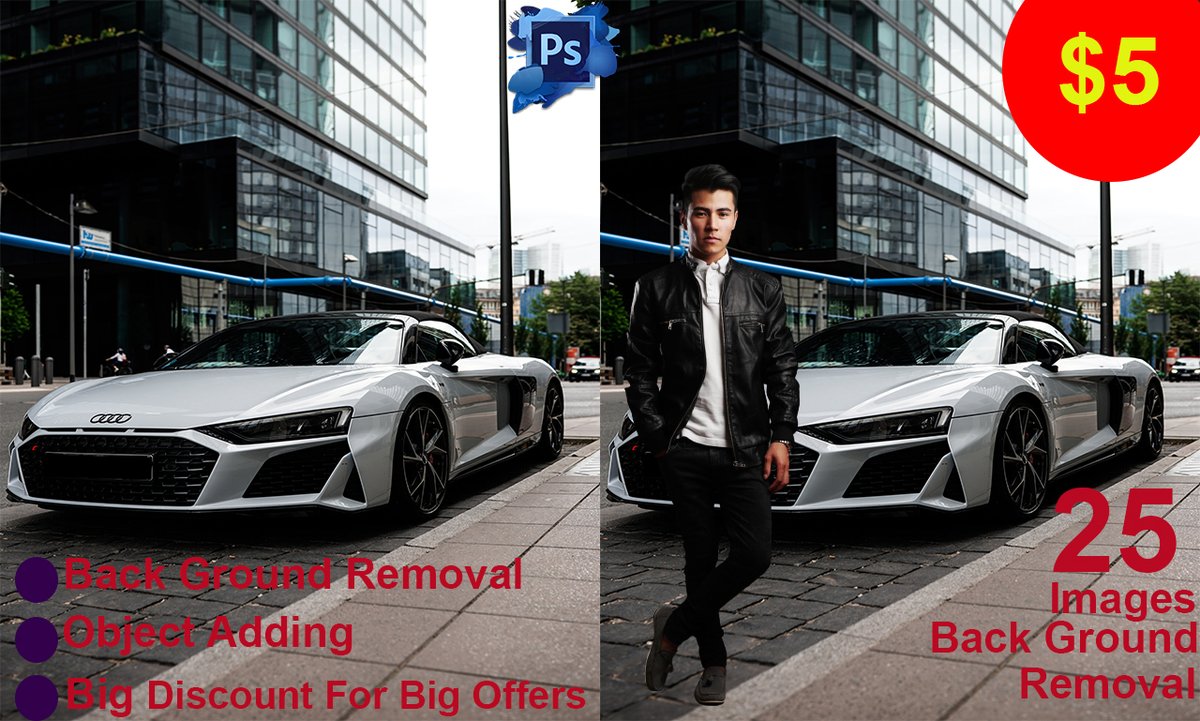 Ps
$5
Back Ground Removal
Object Adding
Big Discount For Big Offers
25
Images
Back Ground
Removal